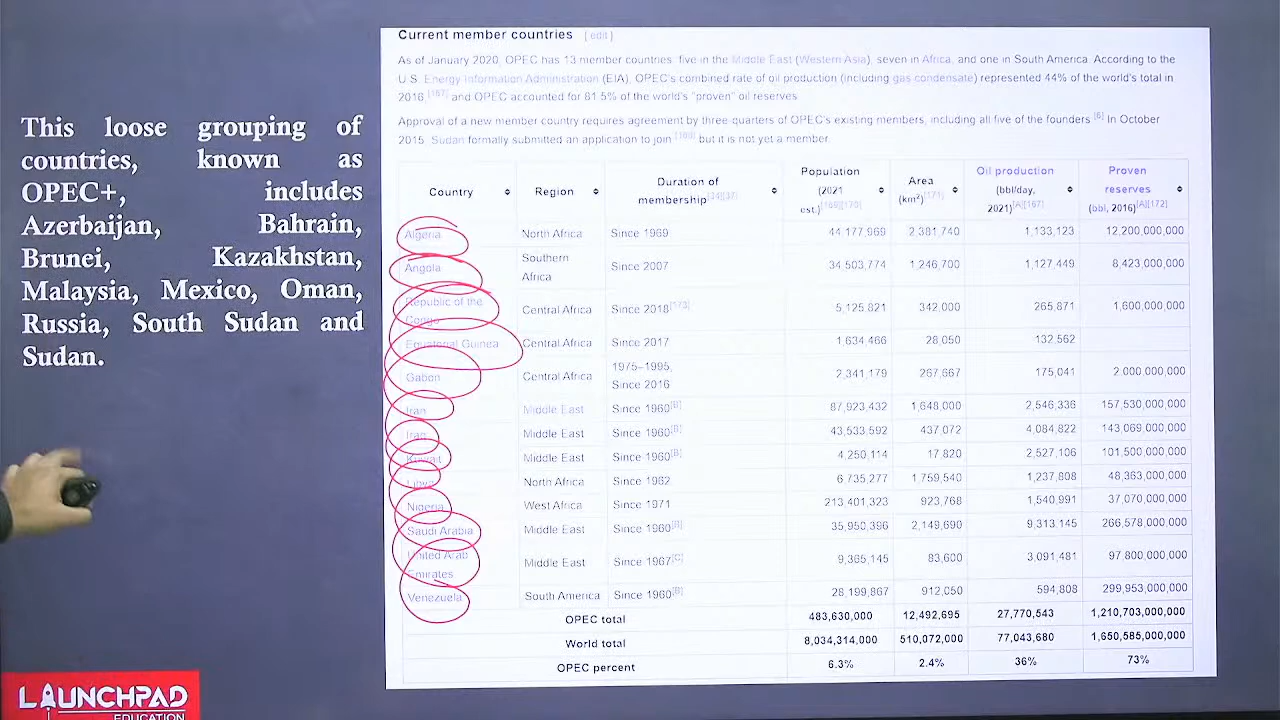 This loose grouping of
countries, known as
OPEC+, includes
Azerbaijan, Bahrain,
Brunei, Kazakhstan,
Malaysia, Mexico, Oman,
Russia, South Sudan and
Sudan.
LAUNCHPAD
EDUCATION
Current member countries [ edit ]
As of January 2020, OPEC has 13 member countries: five in the Middle East (Western Asia), seven in Africa, and one in South America. According to the
U.S. Energy Information Administration (EIA), OPEC's combined rate of oil production (including gas condensate) represented 44% of the world's total in
2016,[167] and OPEC accounted for 81.5% of the world's "proven" oil reserves.
Approval of a new member country requires agreement by three-quarters of OPEC's existing members, including all five of the founders.[6] In October
2015, Sudan formally submitted an application to join,[168] but it is not yet a member.
Country Region Duration of membership[14][37] Population (2021 est.)[169][170] Area (km²)[171] Oil production (bbl/day, 2021)[A][167] Proven reserves (bbl, 2016)[A][172]
Algeria North Africa Since 1969 44,177,969 2,381,740 1,133,123 12,200,000,000
Angola Southern Africa Since 2007 34,503,774 1,246,700 1,127,449 8,423,000,000
Republic of the Congo Central Africa Since 2018[173] 5,125,821 342,000 265,871 1,600,000,000
Equatorial Guinea Central Africa Since 2017 1,634,466 28,050 132,562
Gabon Central Africa 1975–1995, Since 2016 2,341,179 267,667 175,041 2,000,000,000
Iran Middle East Since 1960[B] 87,923,432 1,648,000 2,546,336 157,530,000,000
Iraq Middle East Since 1960[B] 43,533,592 437,072 4,084,822 143,069,000,000
Kuwait Middle East Since 1960[B] 4,250,114 17,820 2,527,106 101,500,000,000
Libya North Africa Since 1962 6,735,277 1,759,540 1,237,808 48,363,000,000
Nigeria West Africa Since 1971 213,401,323 923,768 1,540,991 37,070,000,000
Saudi Arabia Middle East Since 1960[B] 35,950,396 2,149,690 9,313,145 266,578,000,000
United Arab Emirates Middle East Since 1967[C] 9,365,145 83,600 3,091,481 97,800,000,000
Venezuela South America Since 1960[B] 28,199,867 912,050 594,808 299,953,000,000
OPEC total 483,630,000 12,492,695 27,770,543 1,210,703,000,000
World total 8,034,314,000 510,072,000 77,043,680 1,650,585,000,000
OPEC percent 6.3% 2.4% 36% 73%